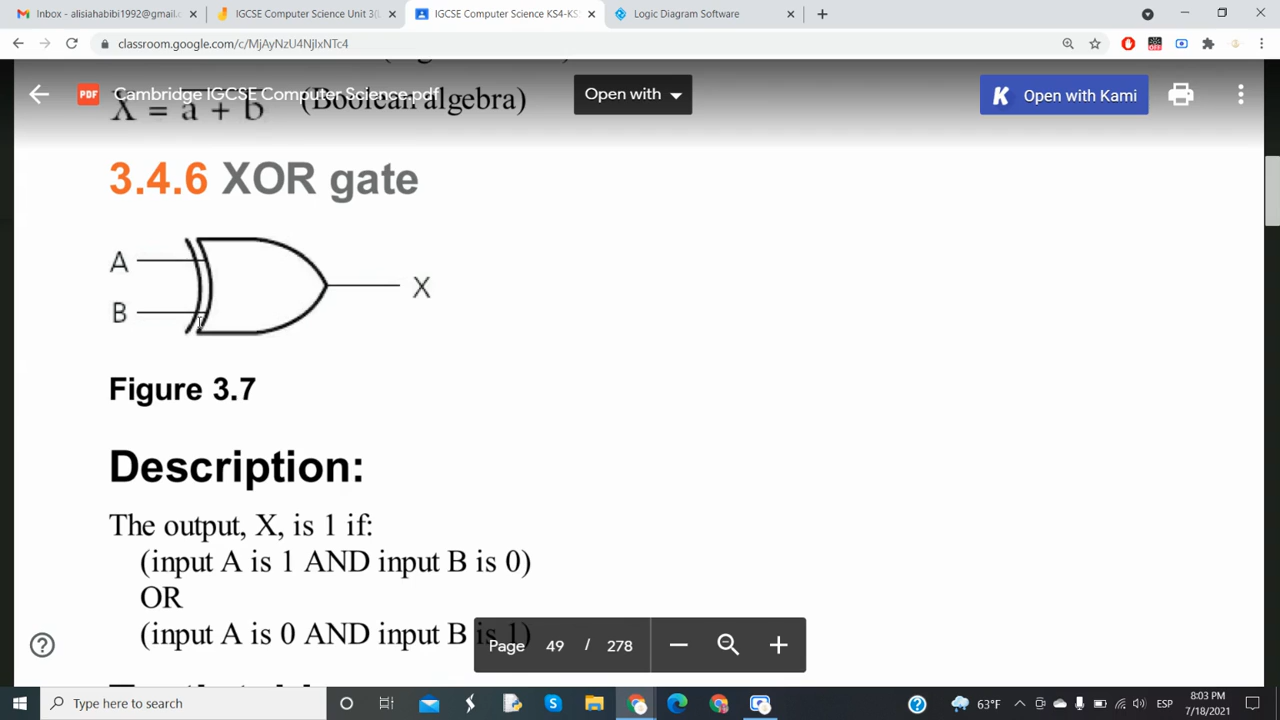 Inbox - alisiahabibi1992@gmail.c
IGCSE Computer Science Unit 3(
IGCSE Computer Science KS4-KS
Logic Diagram Software
classroom.google.com/c/MjAyNzU4NjIxNTc4
PDF Cambridge IGCSE Computer Science.pdf
Open with
K Open with Kami
X = a + b (Boolean algebra)
3.4.6 XOR gate
A
X
B
Figure 3.7
Description:
The output, X, is 1 if:
(input A is 1 AND input B is 0)
OR
(input A is 0 AND input B is 1)
Page 49 / 278
Type here to search
63°F
ESP
8:03 PM
7/18/2021